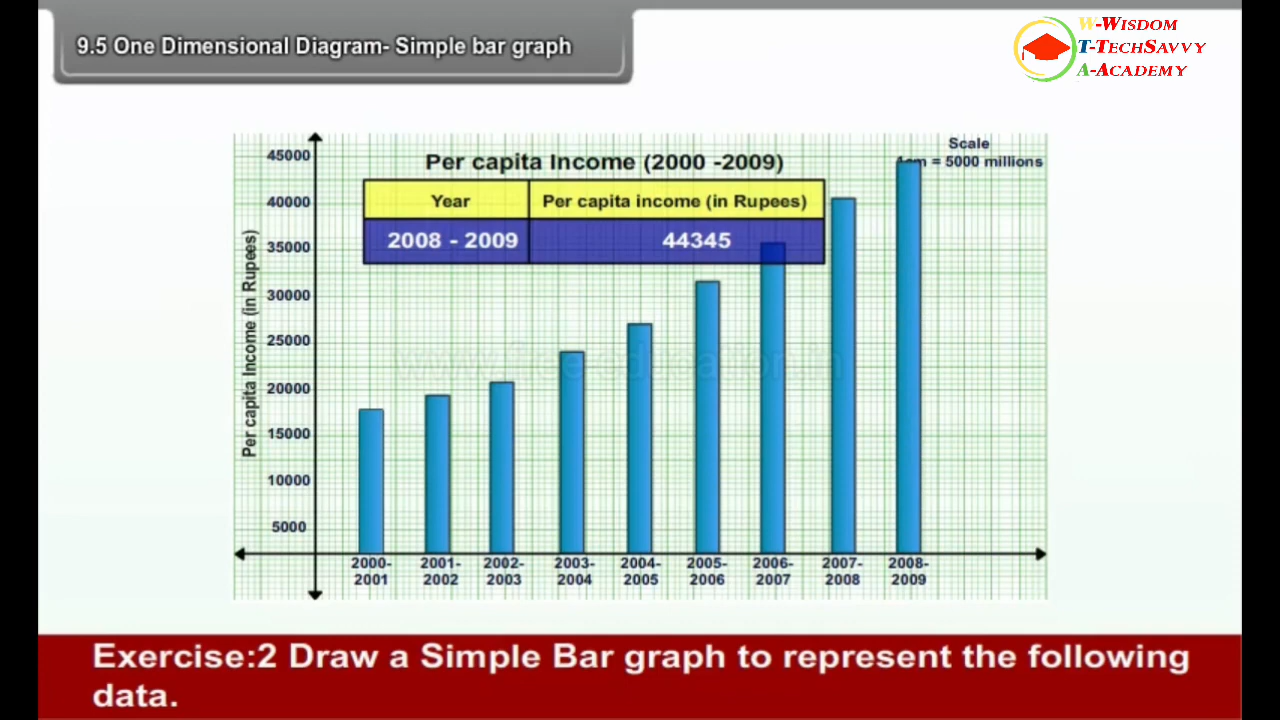 9.5 One Dimensional Diagram- Simple bar graph
W-Wisdom
T-TechSavvy
A-Academy
Scale
= 5000 millions
Per capita Income (2000 -2009)
Year Per capita income (in Rupees)
2008 - 2009 44345
Per capita Income (in Rupees)
45000
40000
35000
30000
25000
20000
15000
10000
5000
2000- 2001- 2002- 2003- 2004- 2005- 2006- 2007- 2008-
2001 2002 2003 2004 2005 2006 2007 2008 2009
Exercise:2 Draw a Simple Bar graph to represent the following
data.